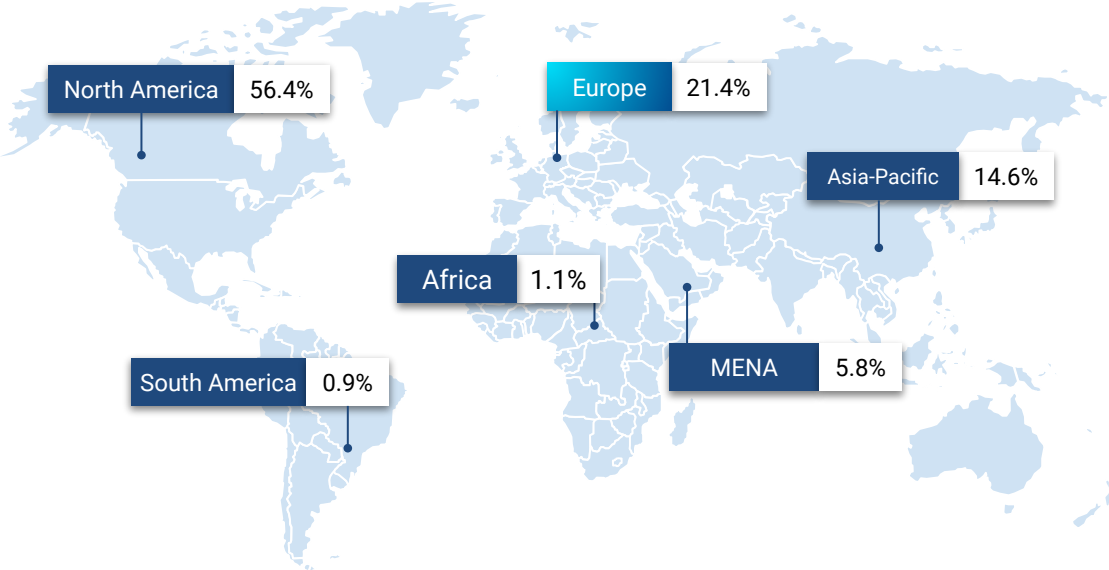 North America 56.4%
Europe 21.4%
Asia-Pacific 14.6%
Africa 1.1%
MENA 5.8%
South America 0.9%